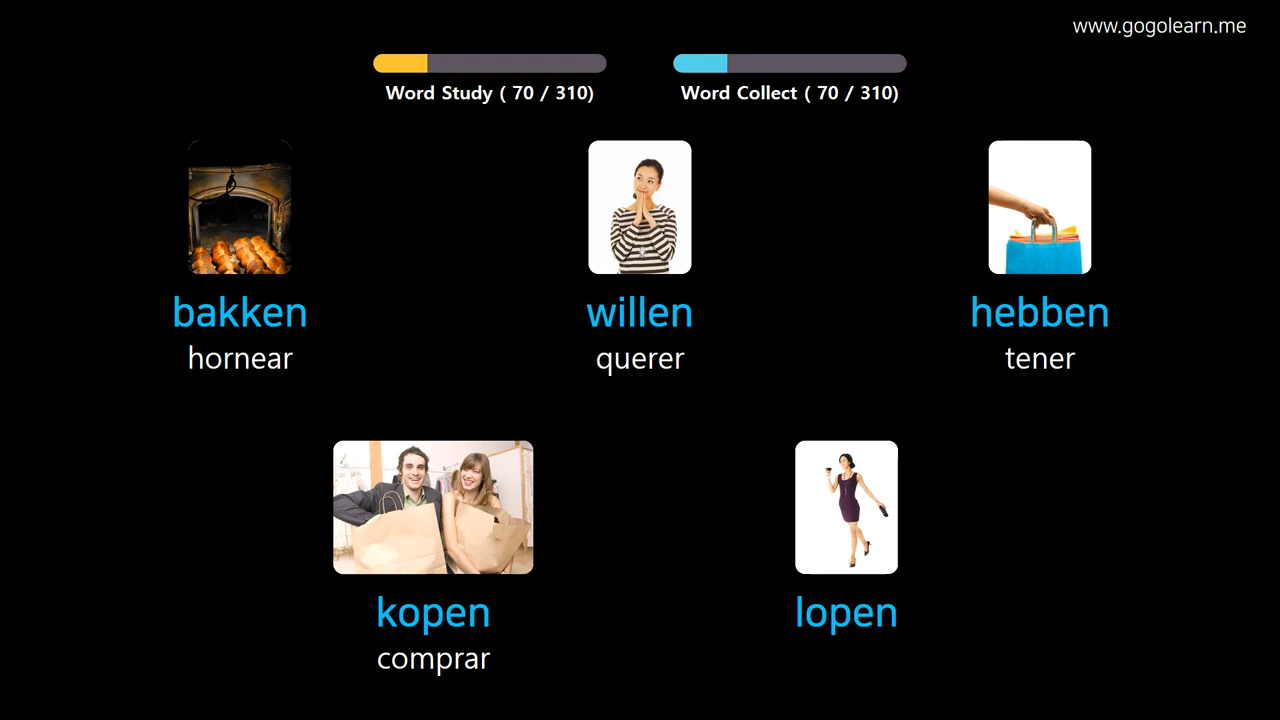 www.gogolearn.me
Word Study ( 70 / 310)
Word Collect ( 70 / 310)
bakken
hornear
willen
querer
hebben
tener
kopen
comprar
lopen